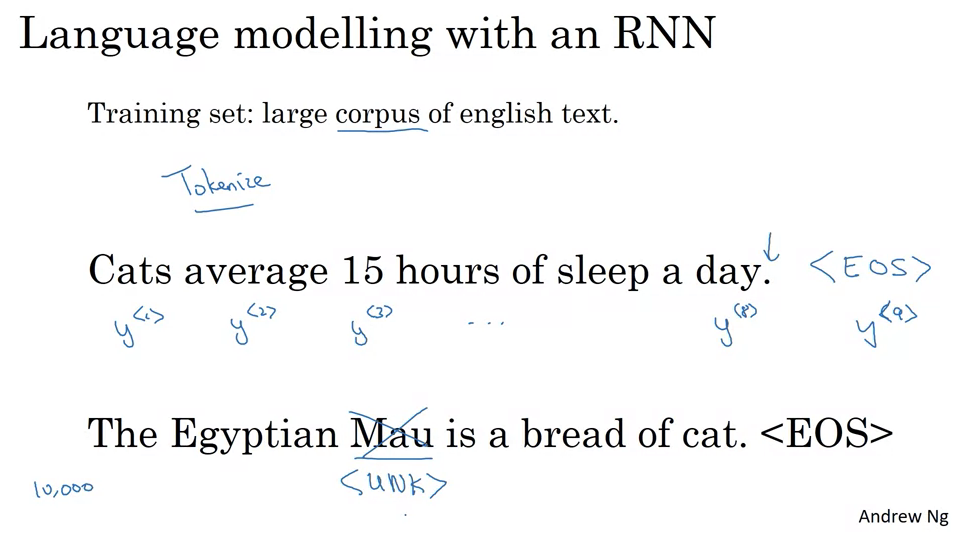 Language modelling with an RNN
Training set: large corpus of english text.
Tokenize
Cats average 15 hours of sleep a day. <EOS>
y<1> y<2> y<3> ... y<8> y<9>
The Egyptian Mau is a bread of cat. <EOS>
10,000 <UNK>
Andrew Ng